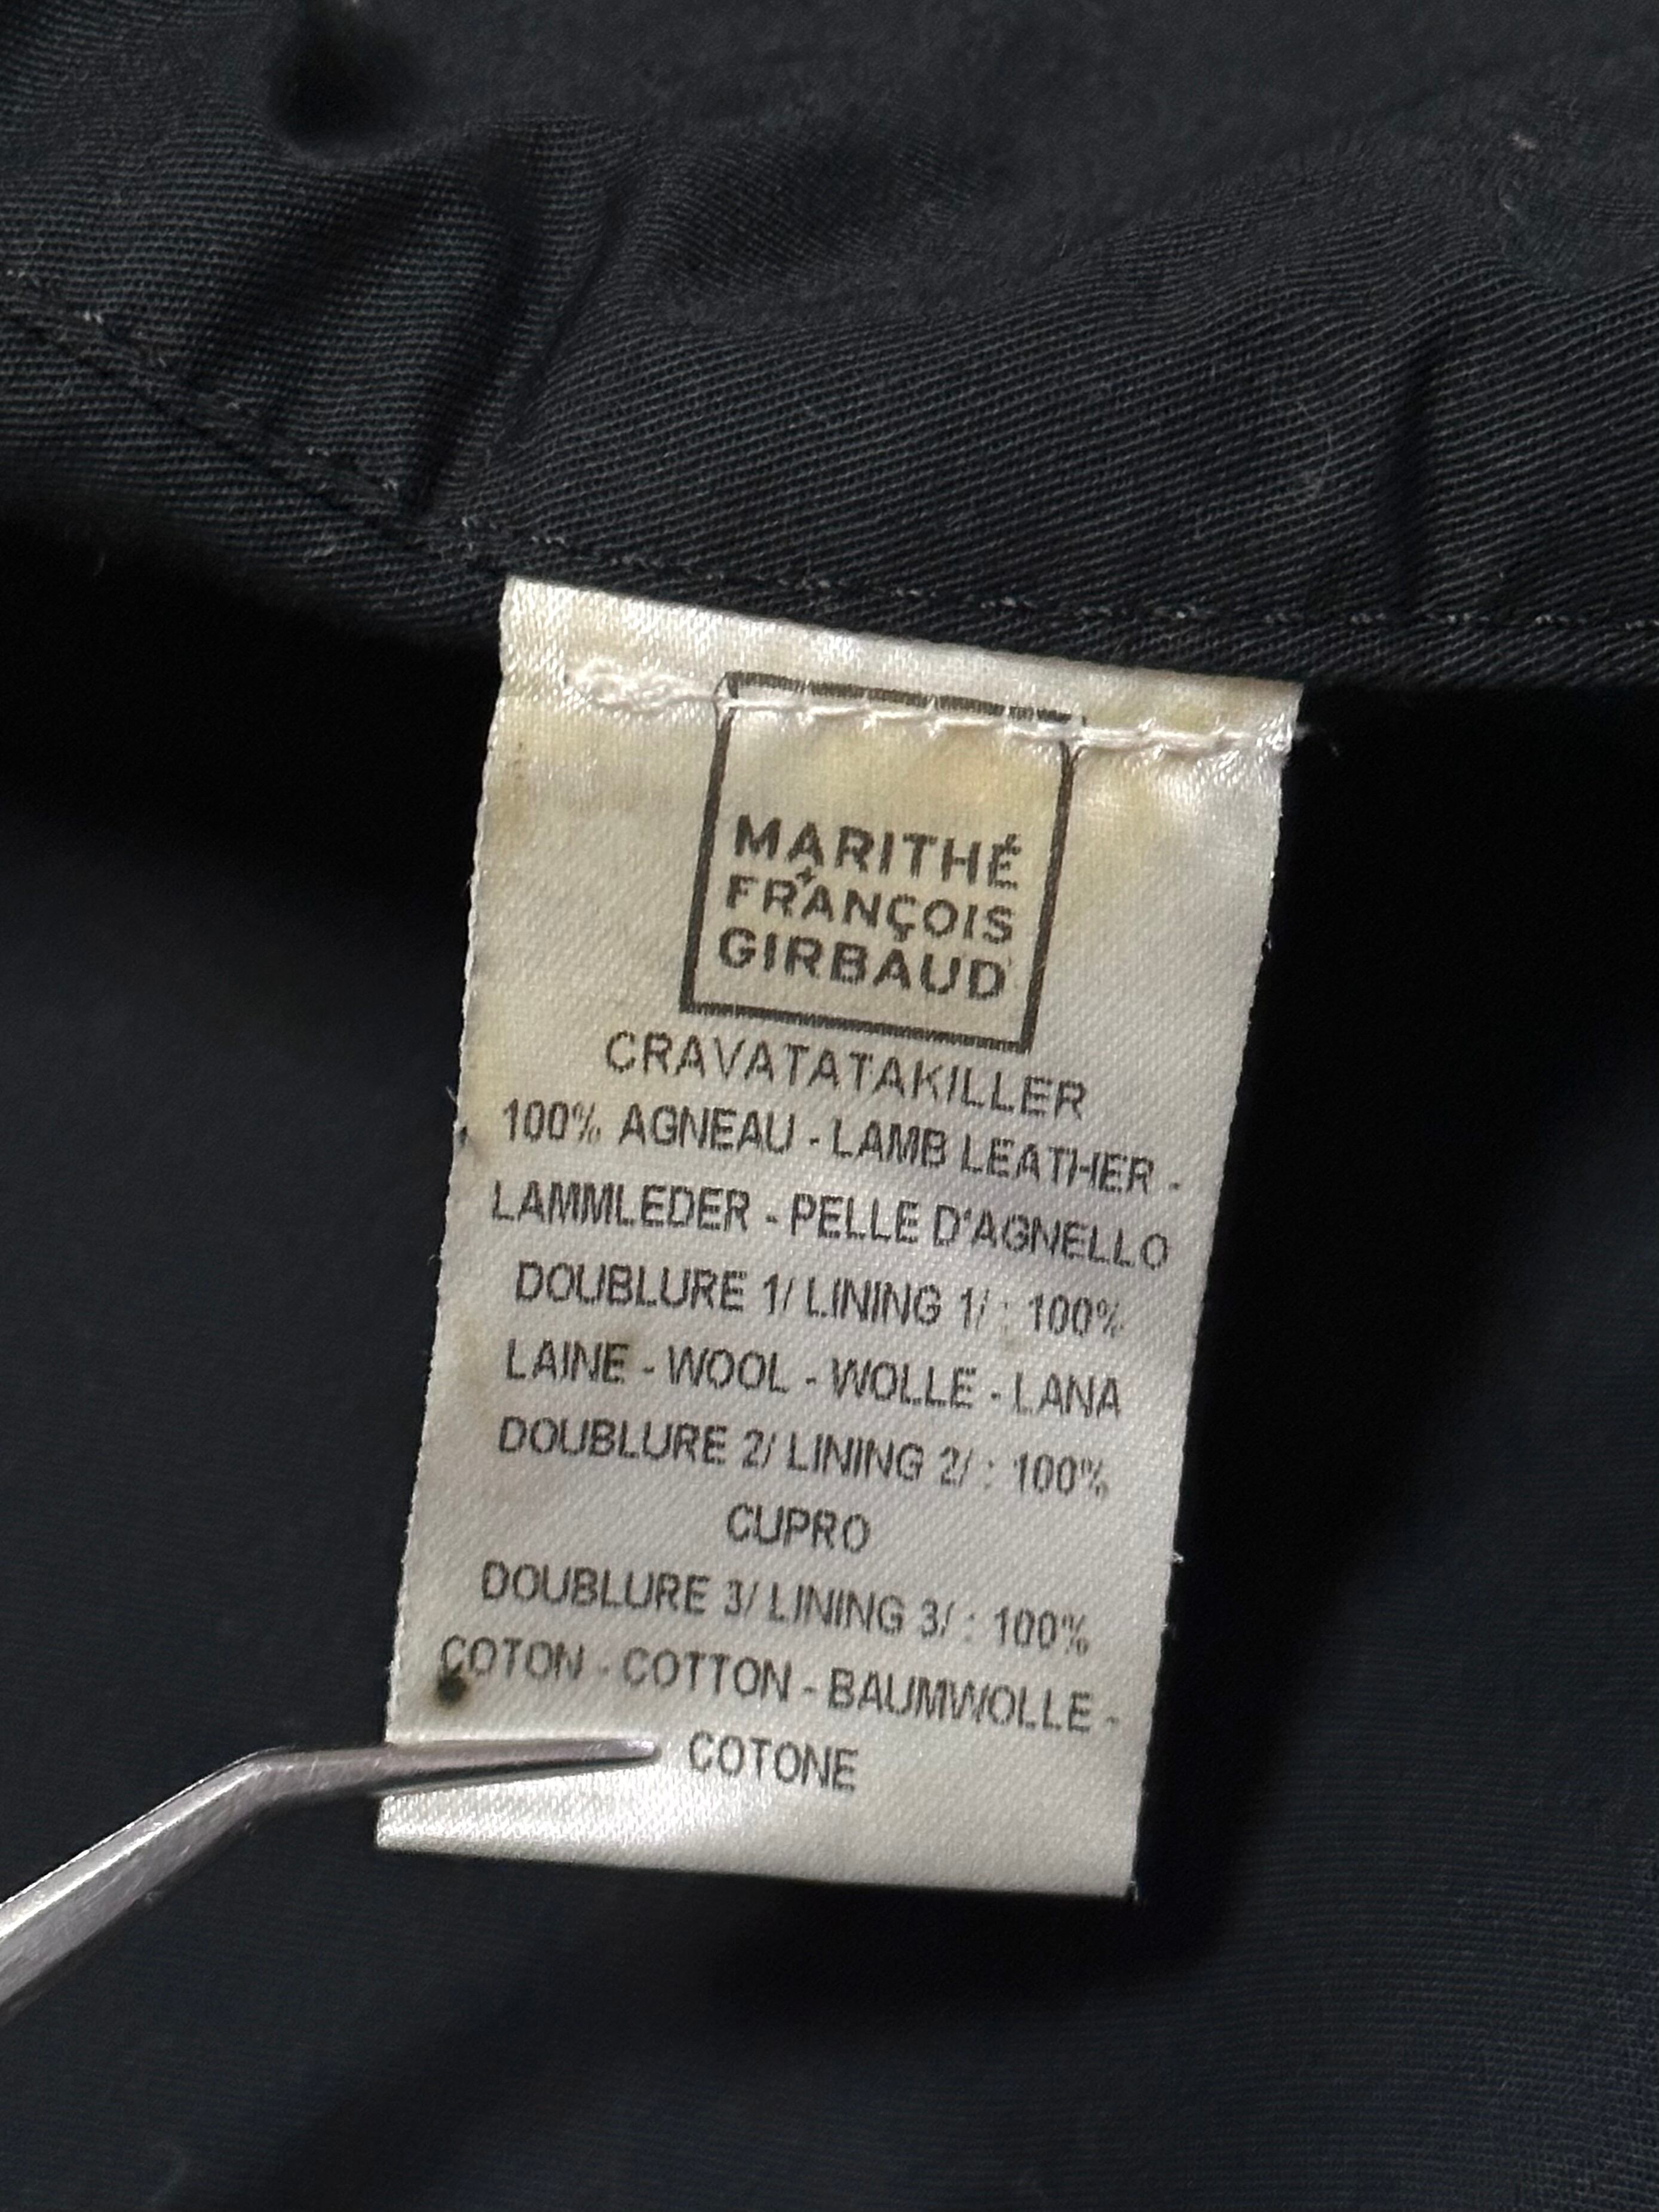 MARITHÉ
+
FRANÇOIS
GIRBAUD
CRAVATATAKILLER
100% AGNEAU - LAMB LEATHER -
LAMMLEDER - PELLE D'AGNELLO
DOUBLURE 1/ LINING 1/ : 100%
LAINE - WOOL - WOLLE - LANA
DOUBLURE 2/ LINING 2/ : 100%
CUPRO
DOUBLURE 3/ LINING 3/ : 100%
COTON - COTTON - BAUMWOLLE -
COTONE